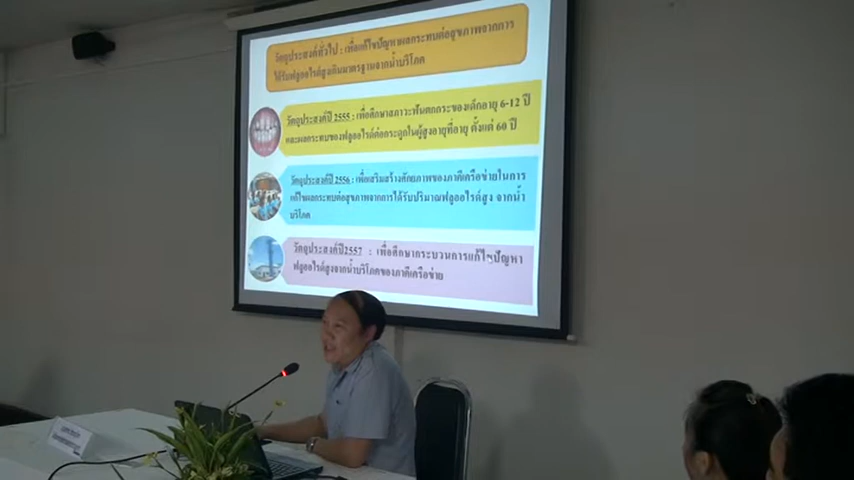 วัตถุประสงค์ทั่วไป : เพื่อแก้ไขปัญหาผลกระทบต่อสุขภาพจากการ
ได้รับฟลูออไรด์สูงเกินมาตรฐานจากน้ำบริโภค
วัตถุประสงค์ปี 2555 : เพื่อศึกษาสภาวะฟันตกกระของเด็กอายุ 6-12 ปี
และผลกระทบของฟลูออไรด์ต่อกระดูกในผู้สูงอายุที่อายุ ตั้งแต่ 60 ปี
วัตถุประสงค์ปี 2556 : เพื่อเสริมสร้างศักยภาพของภาคีเครือข่ายในการ
แก้ไขผลกระทบต่อสุขภาพจากการได้รับปริมาณฟลูออไรด์สูง จากน้ำ
บริโภค
วัตถุประสงค์ปี2557 : เพื่อศึกษากระบวนการแก้ไขปัญหา
ฟลูออไรด์สูงจากน้ำบริโภคของภาคีเครือข่าย